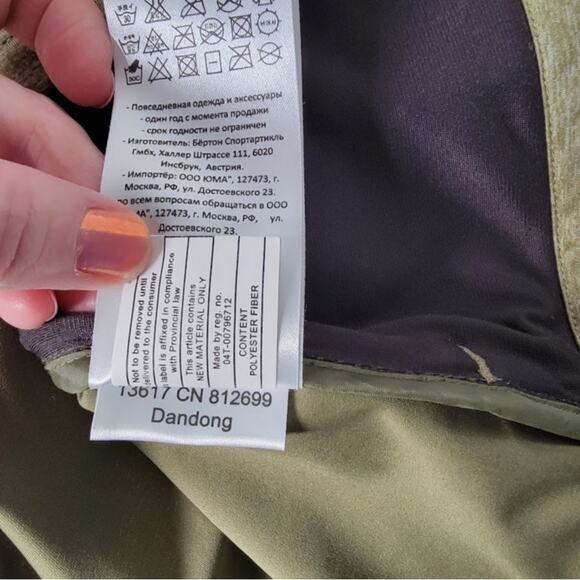 30C
- Повседневная одежда и аксессуары
- один год с момента продажи
- срок годности не ограничен
- Изготовитель: Бёртон Спортартикль
Гмбх, Халлер Штрассе 111, 6020
Инсбрук, Австрия.
- Импортёр: ООО ЮМА", 127473, г.
Москва, РФ, ул. Достоевского 23.
по всем вопросам обращаться в ООО
МА", 127473, г. Москва, РФ, ул.
Достоевского 23.
Not to be removed until
delivered to the consumer
label is affixed in compliance
with Provincial law
This article contains
NEW MATERIAL ONLY
Made by reg. no.
04T-00796712
CONTENT
POLYESTER FIBER
13617 CN 812699
Dandong